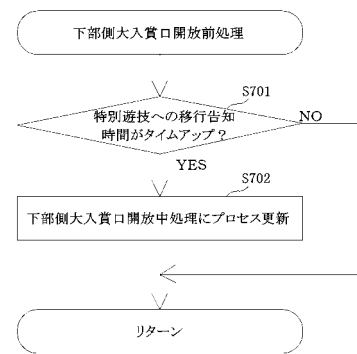 下部側大入賞口開放前処理
S701
特別遊技への移行告知
時間がタイムアップ?
NO
YES
S702
下部側大入賞口開放中処理にプロセス更新
リターン